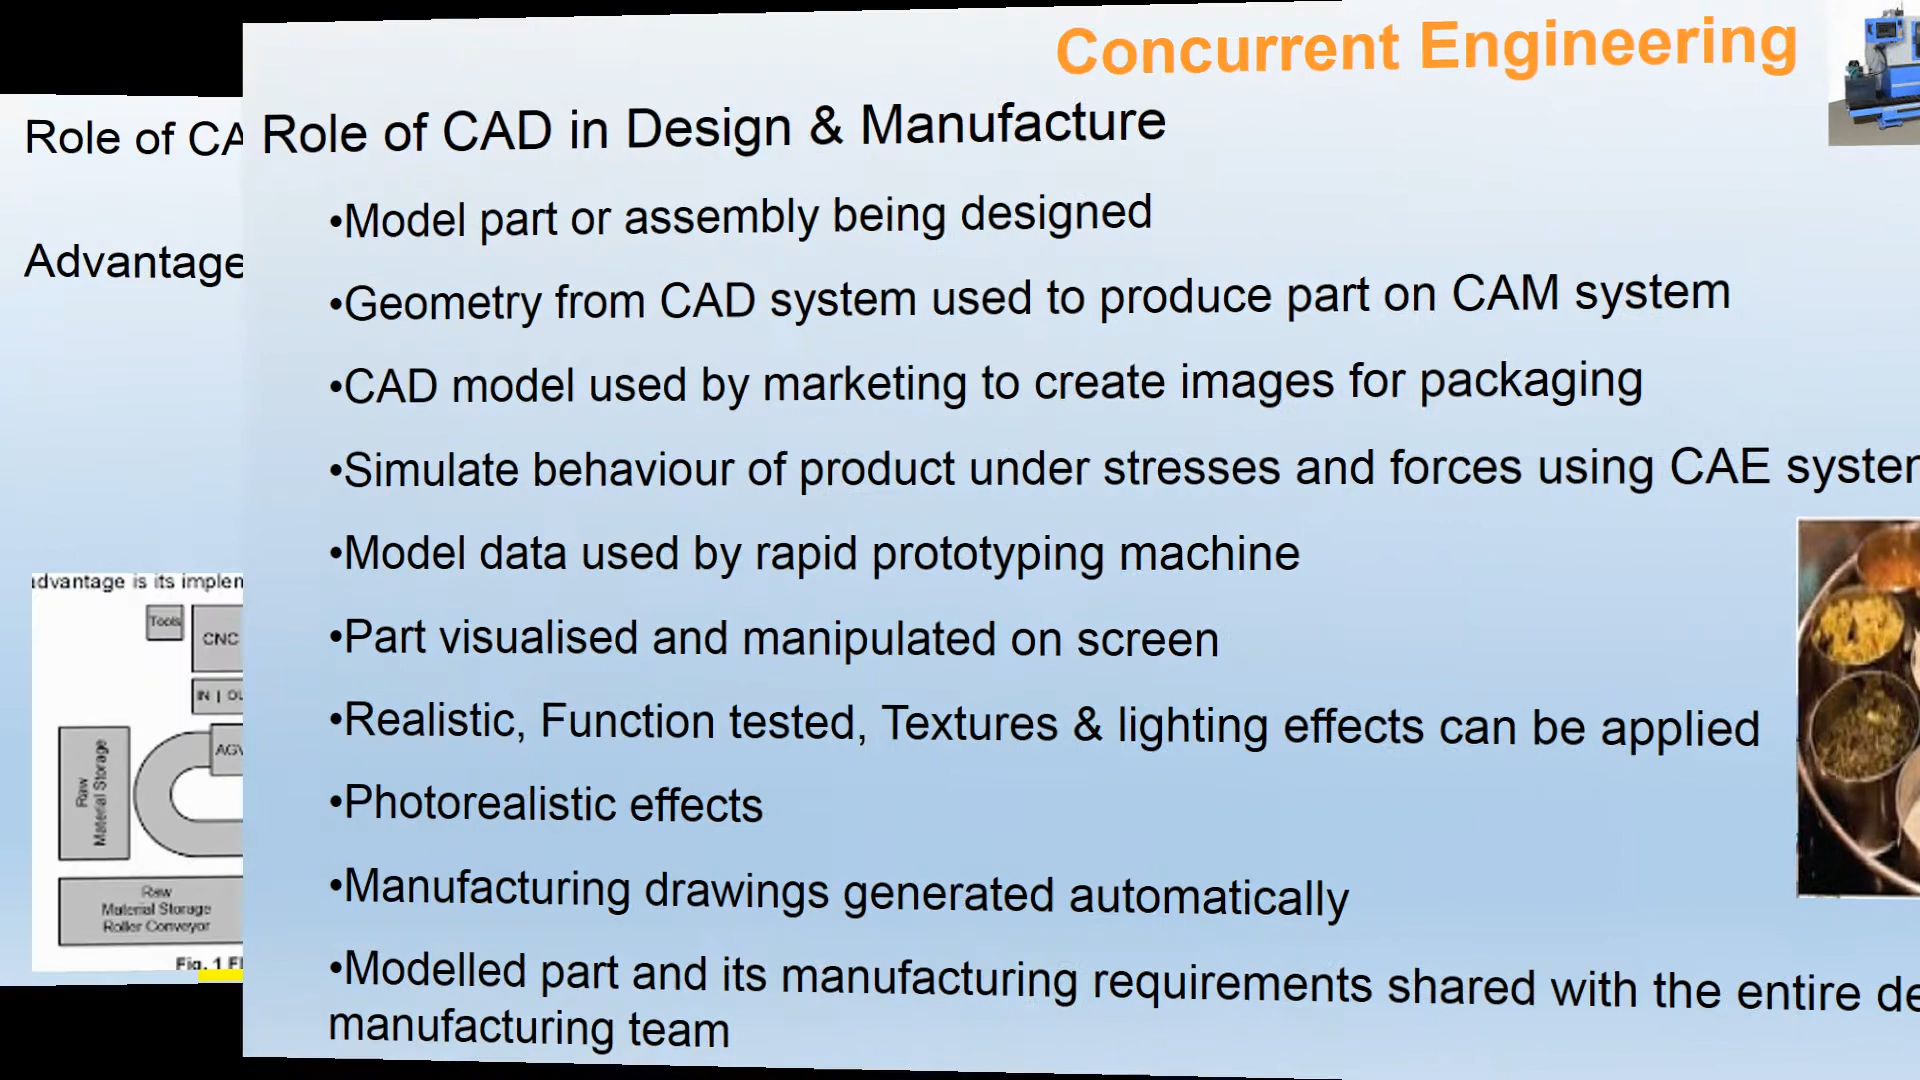 Concurrent Engineering
Role of CAD in Design & Manufacture
•Model part or assembly being designed
•Geometry from CAD system used to produce part on CAM system
•CAD model used by marketing to create images for packaging
•Simulate behaviour of product under stresses and forces using CAE
•Model data used by rapid prototyping machine
•Part visualised and manipulated on screen
•Realistic, Function tested, Textures & lighting effects can be applied
•Photorealistic effects
•Manufacturing drawings generated automatically
•Modelled part and its manufacturing requirements shared with the entire
manufacturing team
Role of
Advantage
advantage is its
Tools
CNC
IN |
AGV
Raw
Material Storage
Raw
Material Storage
Roller Conveyor
Fig. 1